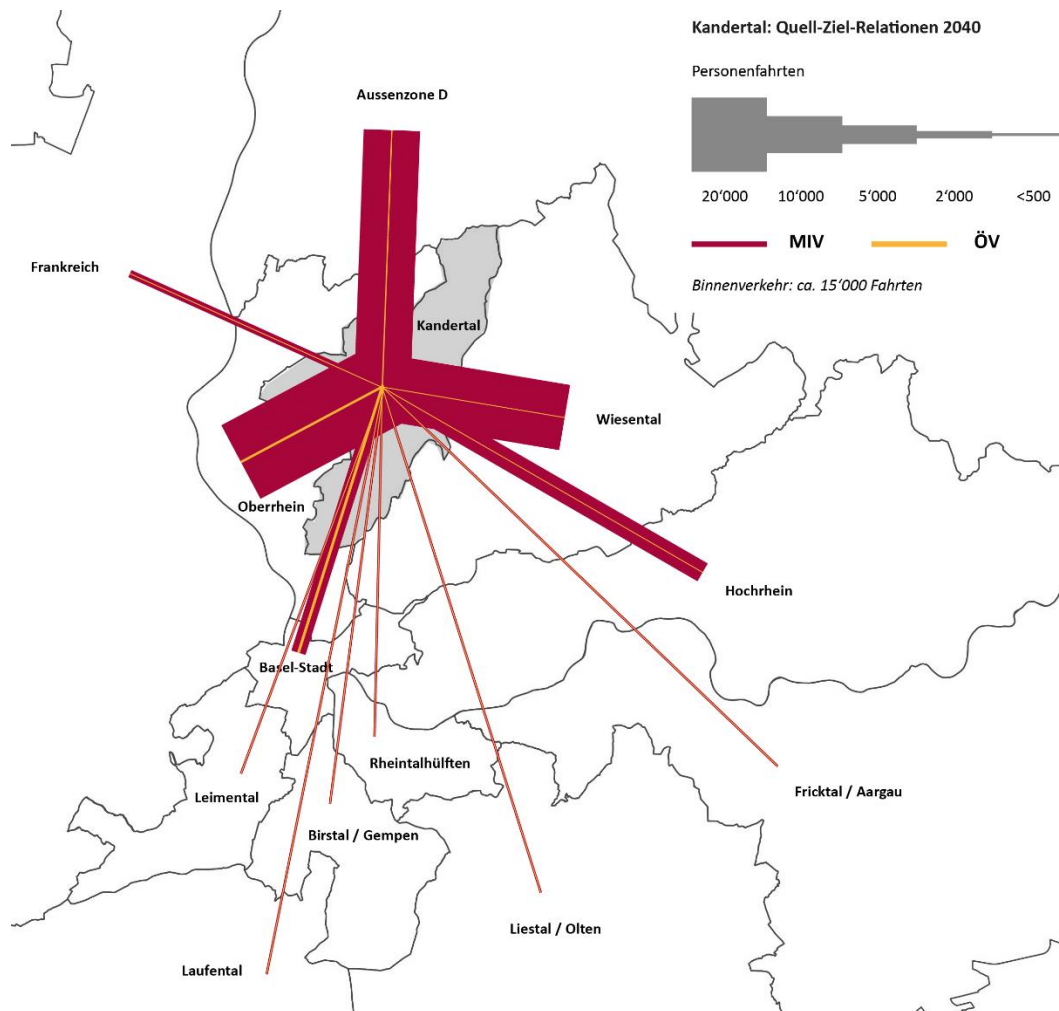 Kandertal: Quell-Ziel-Relationen 2040
Personenfahrten
20‘000 10‘000 5‘000 2‘000 <500
MIV ÖV
Binnenverkehr: ca. 15‘000 Fahrten
Aussenzone D
Frankreich
Kandertal
Wiesental
Oberrhein
Hochrhein
Basel-Stadt
Rheintalhülften
Leimental
Fricktal / Aargau
Birstal / Gempen
Liestal / Olten
Laufental